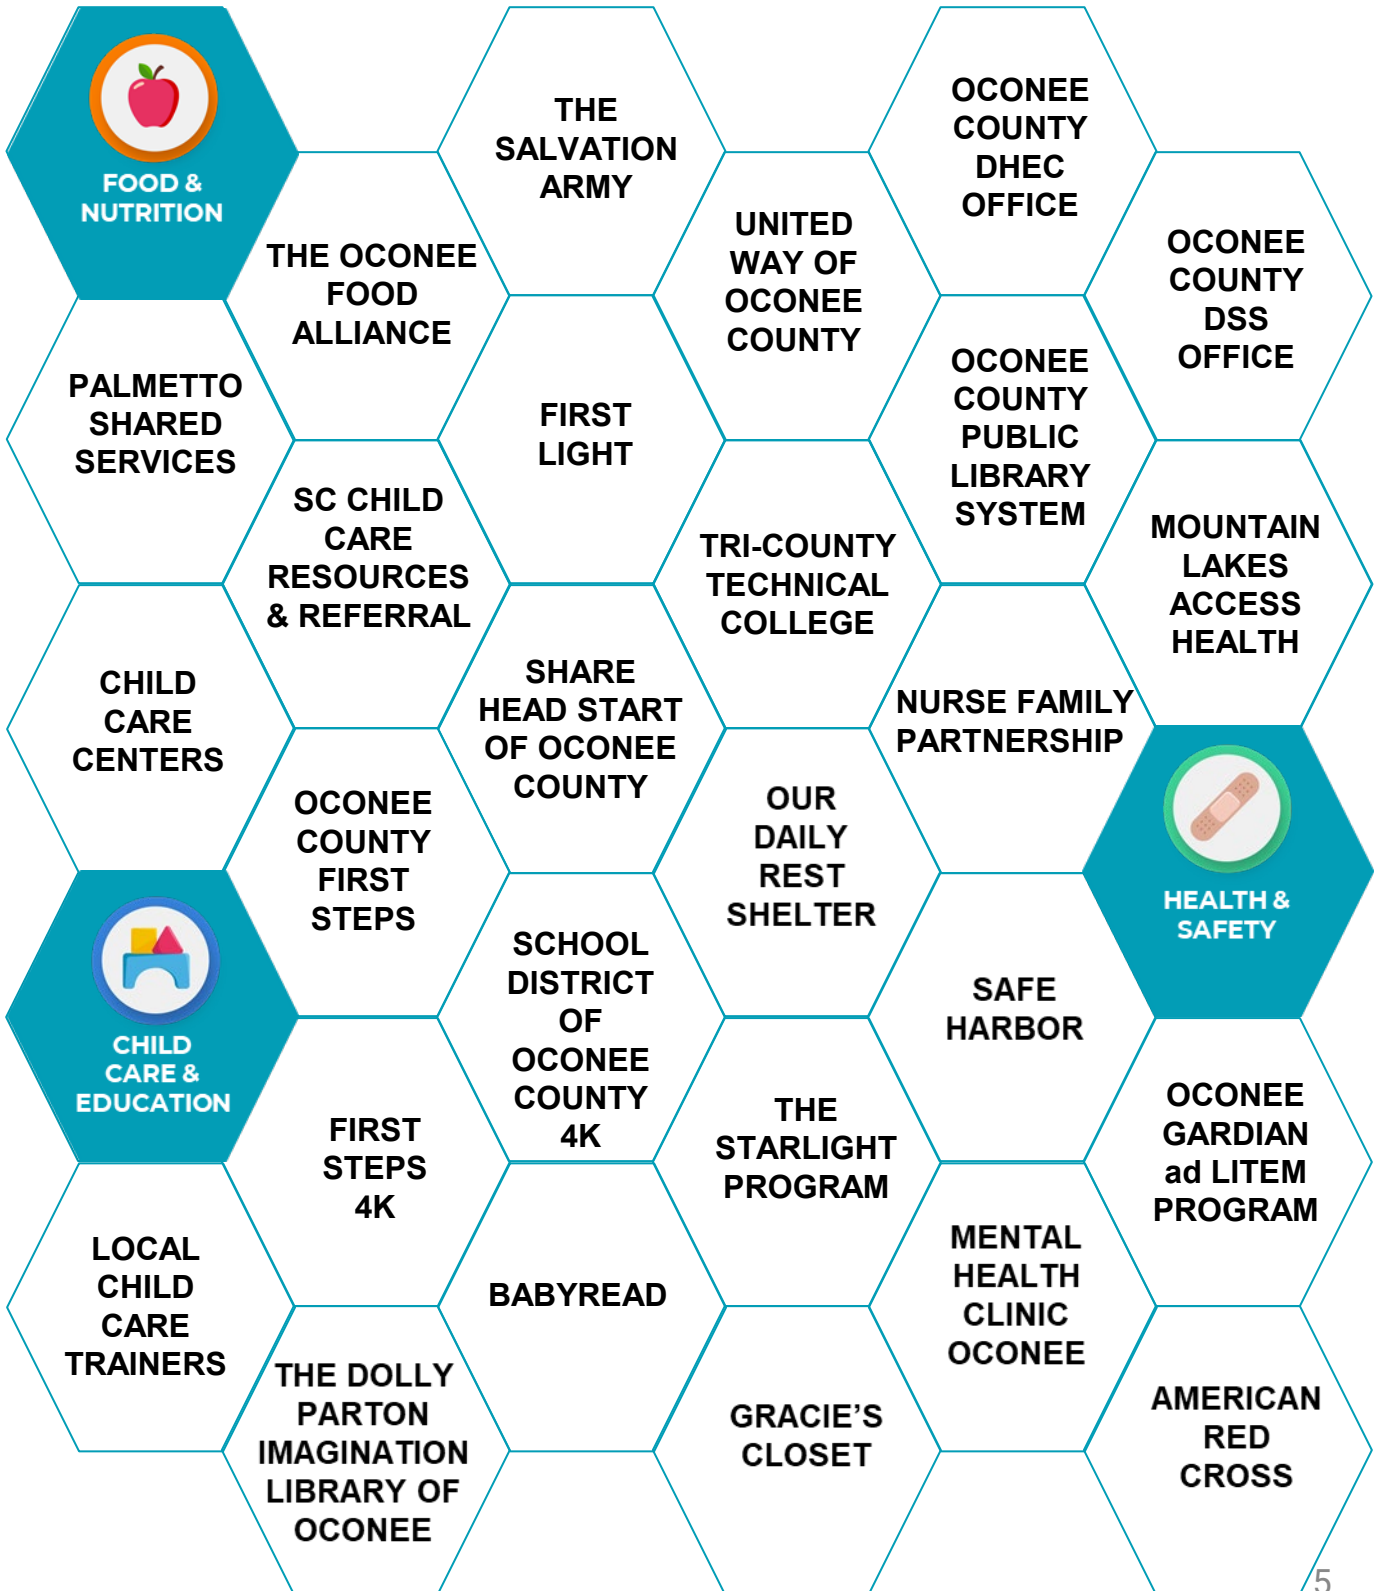 FOOD &
NUTRITION
THE
SALVATION
ARMY
OCONEE
COUNTY
DHEC
OFFICE
THE OCONEE
FOOD
ALLIANCE
UNITED
WAY OF
OCONEE
COUNTY
OCONEE
COUNTY
DSS
OFFICE
PALMETTO
SHARED
SERVICES
FIRST
LIGHT
OCONEE
COUNTY
PUBLIC
LIBRARY
SYSTEM
SC CHILD
CARE
RESOURCES
& REFERRAL
TRI-COUNTY
TECHNICAL
COLLEGE
MOUNTAIN
LAKES
ACCESS
HEALTH
CHILD
CARE
CENTERS
SHARE
HEAD START
OF OCONEE
COUNTY
NURSE FAMILY
PARTNERSHIP
OCONEE
COUNTY
FIRST
STEPS
OUR
DAILY
REST
SHELTER
HEALTH &
SAFETY
CHILD
CARE &
EDUCATION
SCHOOL
DISTRICT
OF
OCONEE
COUNTY
4K
SAFE
HARBOR
FIRST
STEPS
4K
THE
STARLIGHT
PROGRAM
OCONEE
GARDIAN
ad LITEM
PROGRAM
LOCAL
CHILD
CARE
TRAINERS
BABYREAD
MENTAL
HEALTH
CLINIC
OCONEE
THE DOLLY
PARTON
IMAGINATION
LIBRARY OF
OCONEE
GRACIE’S
CLOSET
AMERICAN
RED
CROSS
5